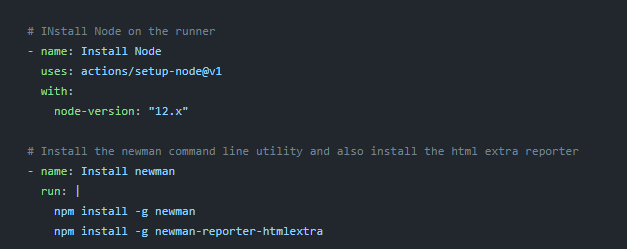 # INstall Node on the runner
- name: Install Node
  uses: actions/setup-node@v1
  with:
    node-version: "12.x"

# Install the newman command line utility and also install the html extra reporter
- name: Install newman
  run: |
    npm install -g newman
    npm install -g newman-reporter-htmlextra